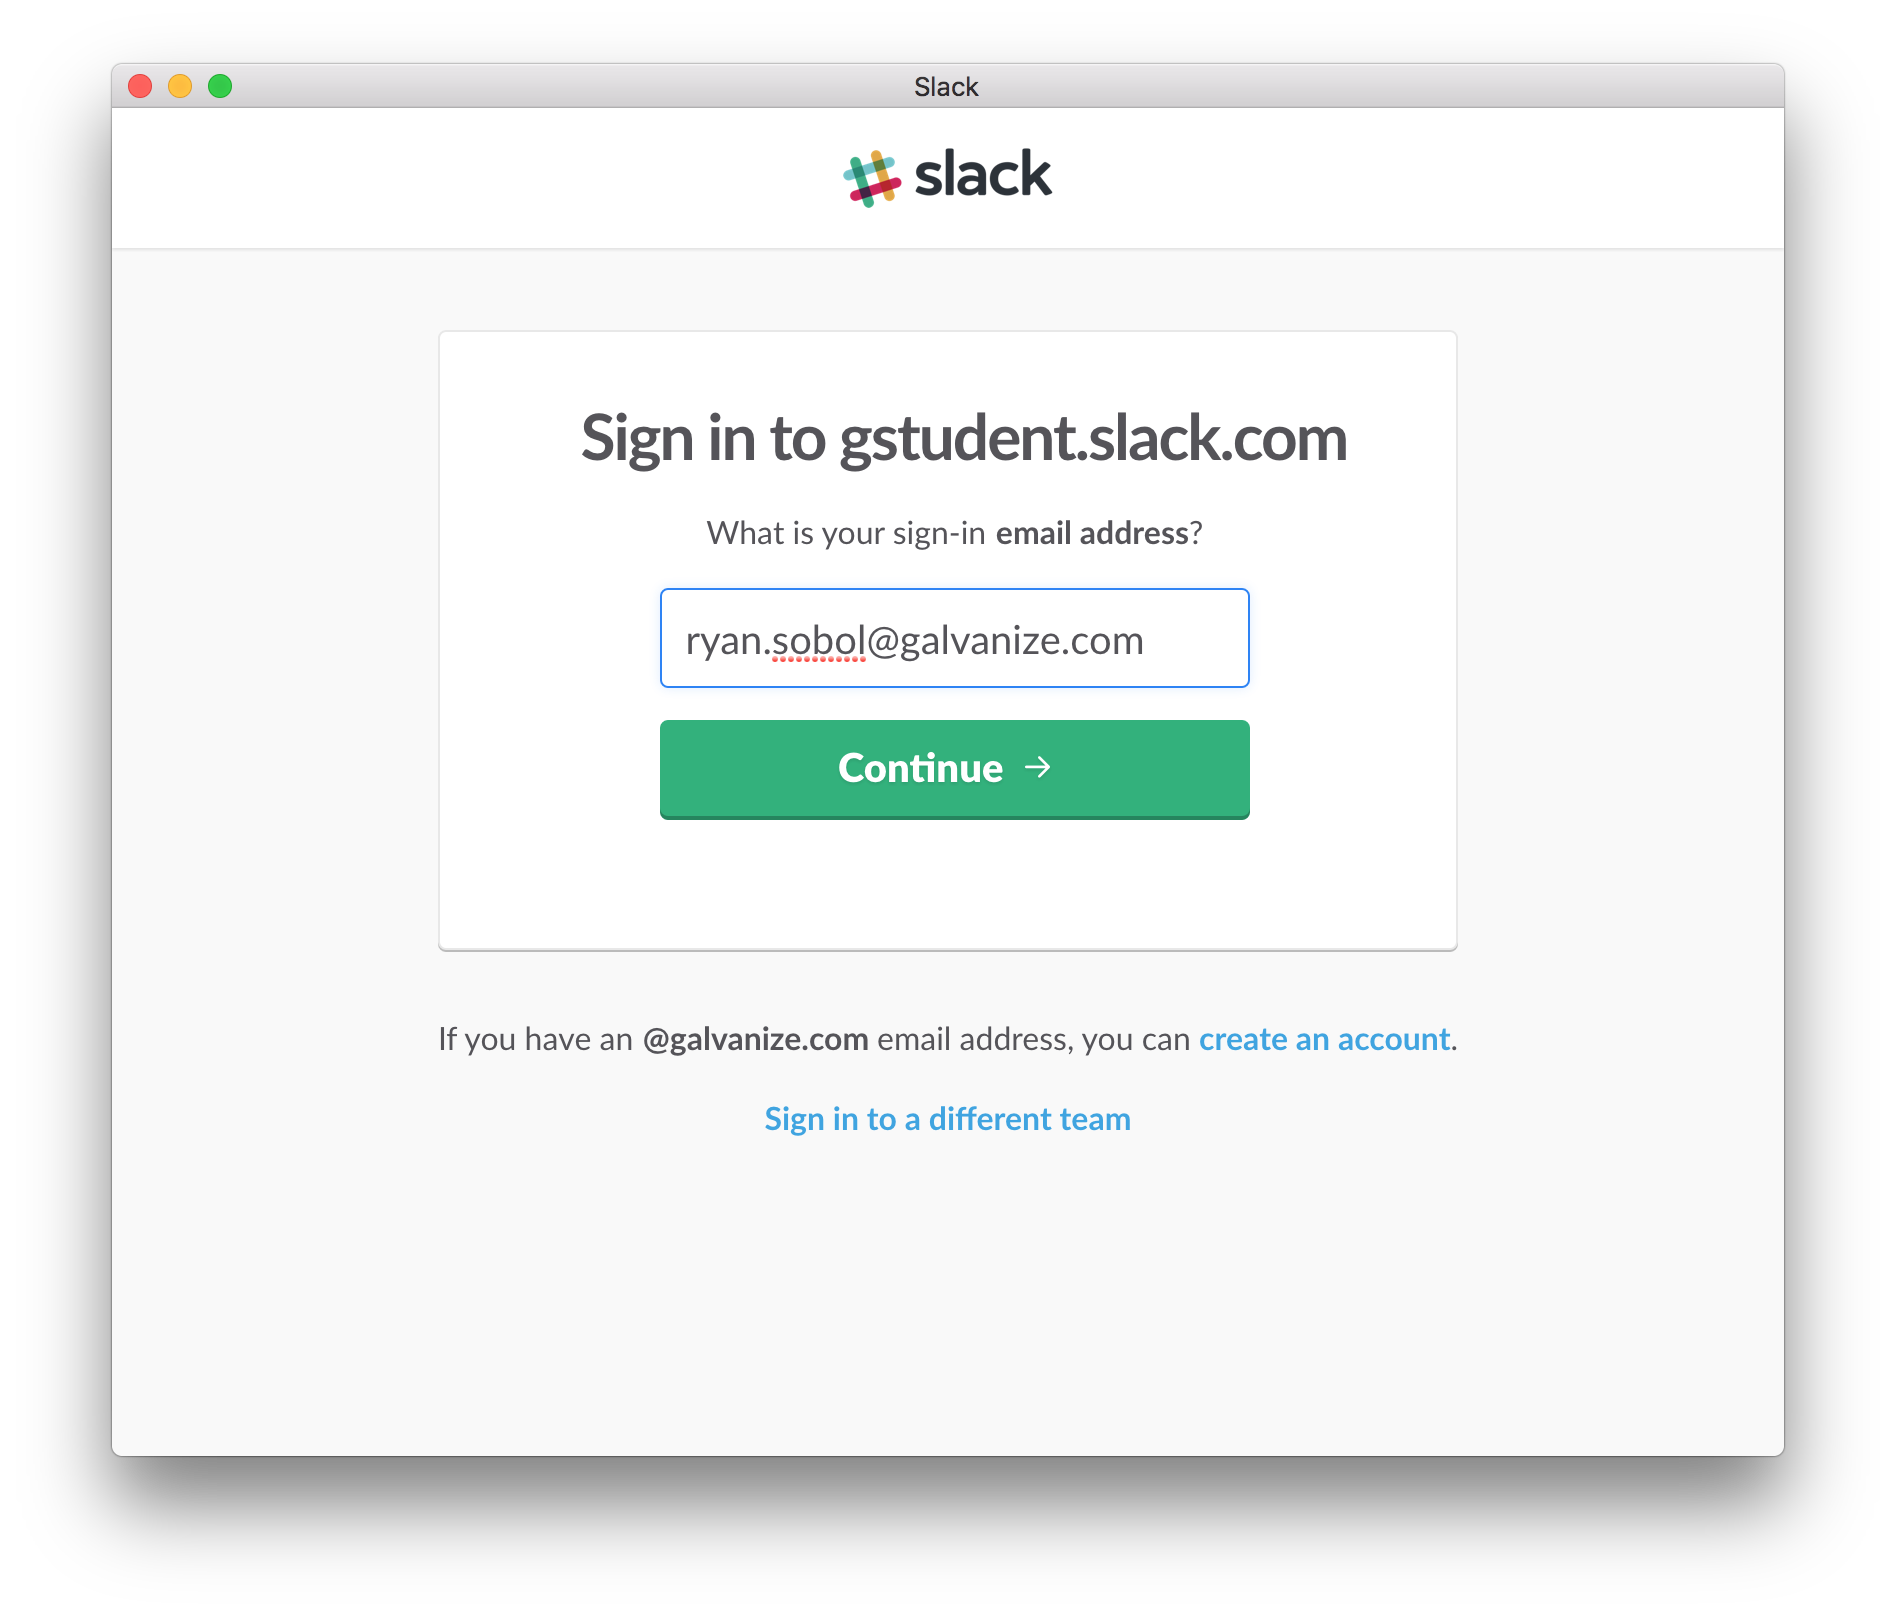 Slack
slack
Sign in to gstudent.slack.com
What is your sign-in email address?
ryan.sobol@galvanize.com
Continue →
If you have an @galvanize.com email address, you can create an account.
Sign in to a different team